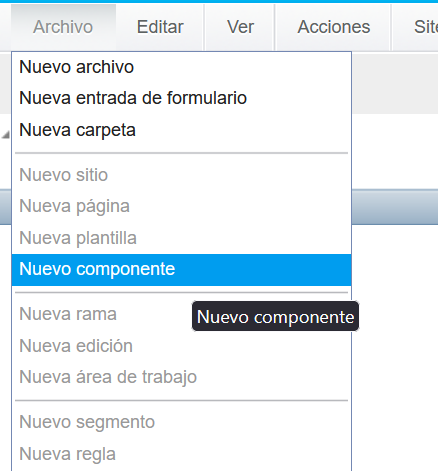 Archivo Editar Ver Acciones Site
Nuevo archivo
Nueva entrada de formulario
Nueva carpeta
Nuevo sitio
Nueva página
Nueva plantilla
Nuevo componente
Nueva rama
Nuevo componente
Nueva edición
Nueva área de trabajo
Nuevo segmento
Nueva regla